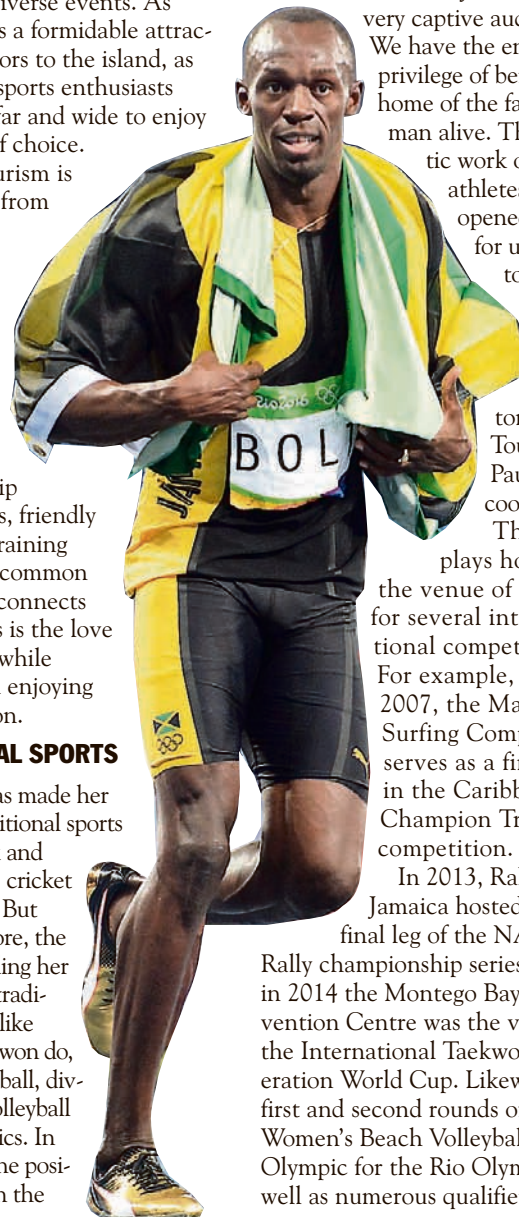 diverse events. As
s a formidable attrac-
ors to the island, as
sports enthusiasts
far and wide to enjoy
of choice.
urism is
from
ip
s, friendly
raining
common
connects
s is the love
while
enjoying
on.
AL SPORTS
as made her
itional sports
and
cricket
But
ore, the
ing her
tradi-
like
won do,
ball, div-
olleyball
ics. In
he posi-
n the
Rio2016
BOL
JAM
very captive aud
We have the en
privilege of be
home of the fa
man alive. Th
tic work o
athletes
opened
for u
to
tor
Tou
Pau
coo
Th
plays ho
the venue of
for several int
tional compet
For example,
2007, the Ma
Surfing Comp
serves as a fi
in the Caribb
Champion Tr
competition.
In 2013, Ral
Jamaica hosted
final leg of the NA
Rally championship series
in 2014 the Montego Bay
vention Centre was the v
the International Taekwo
eration World Cup. Likew
first and second rounds o
Women's Beach Volleybal
Olympic for the Rio Olym
well as numerous qualifie